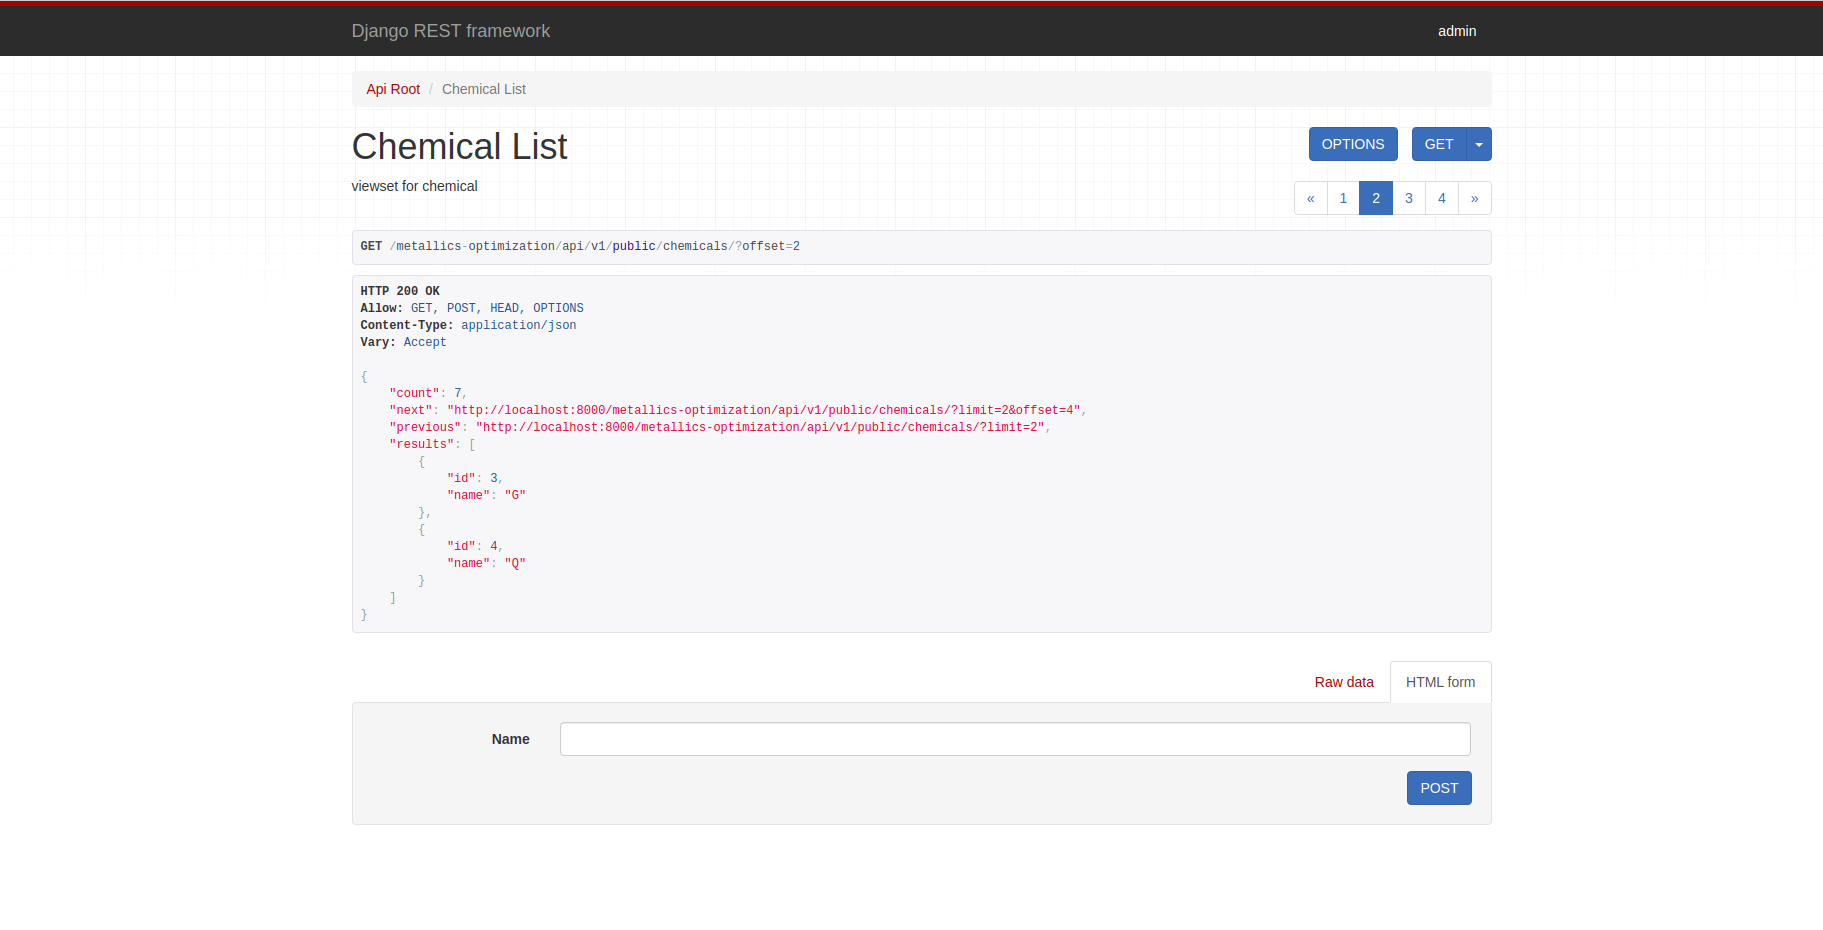 Django REST framework
admin
Api Root / Chemical List
Chemical List
OPTIONS
GET
viewset for chemical
« 1 2 3 4 »
GET /metallics-optimization/api/v1/public/chemicals/?offset=2
HTTP 200 OK
Allow: GET, POST, HEAD, OPTIONS
Content-Type: application/json
Vary: Accept
{
    "count": 7,
    "next": "http://localhost:8000/metallics-optimization/api/v1/public/chemicals/?limit=2&offset=4",
    "previous": "http://localhost:8000/metallics-optimization/api/v1/public/chemicals/?limit=2",
    "results": [
        {
            "id": 3,
            "name": "G"
        },
        {
            "id": 4,
            "name": "Q"
        }
    ]
}
Raw data
HTML form
Name
POST